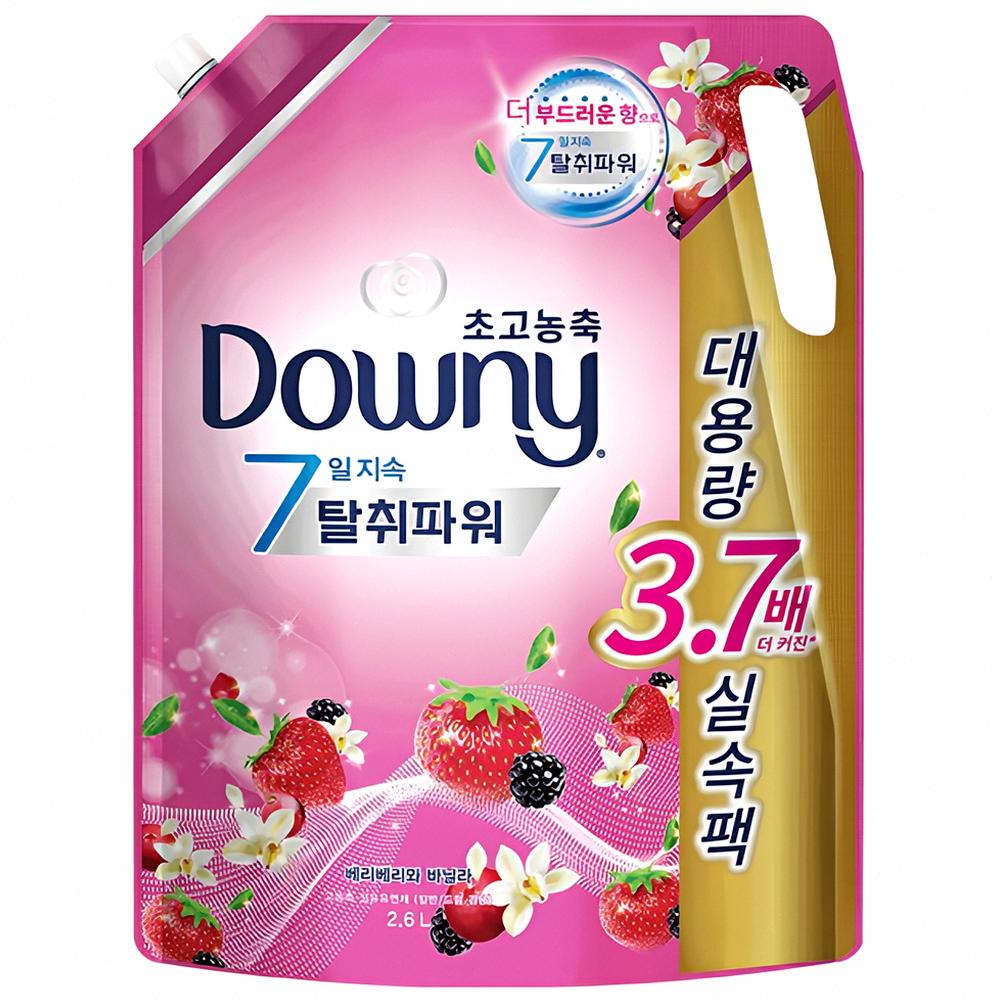 더 부드러운 향으로
7일 지속
탈취파워
초고농축
Downy
7일 지속
탈취파워
대용량
3.7배
더 커진
실속팩
베리베리와 바닐라
2.6 L